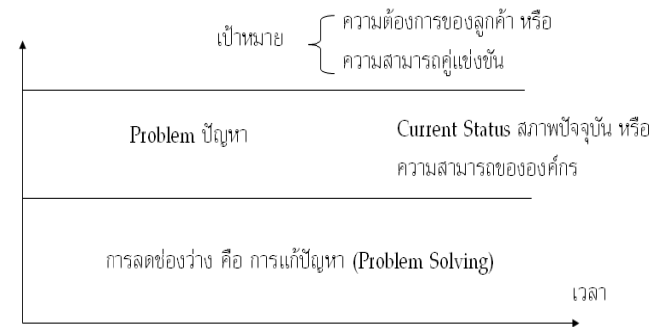 เป้าหมาย
ความต้องการของลูกค้า หรือ
ความสามารถคู่แข่งขัน
Problem ปัญหา
Current Status สภาพปัจจุบัน หรือ
ความสามารถขององค์กร
การลดช่องว่าง คือ การแก้ปัญหา (Problem Solving)
เวลา